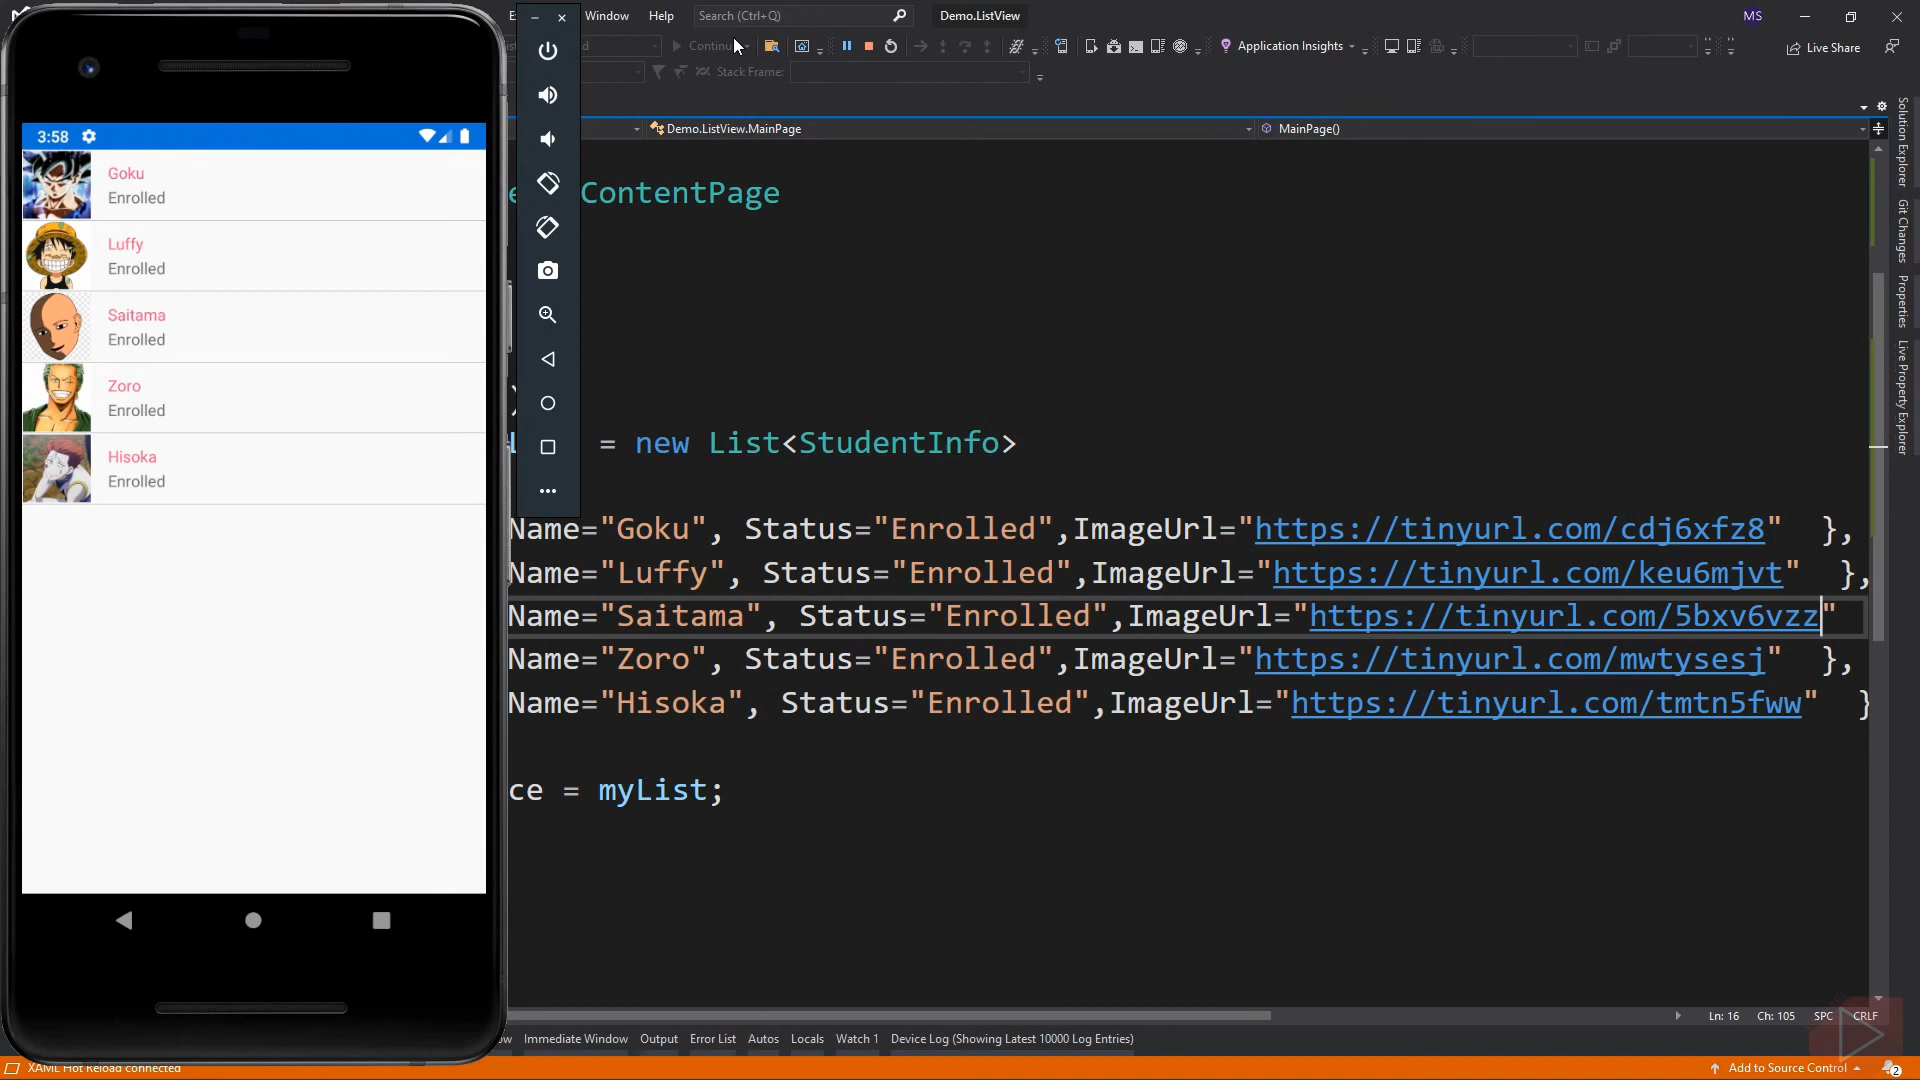 Window Help Search (Ctrl+Q) Demo.ListView MS
Application Insights Live Share
Stack Frame:
Demo.ListView.MainPage MainPage()
3:58
Goku
Enrolled
Luffy
Enrolled
Saitama
Enrolled
Zoro
Enrolled
Hisoka
Enrolled
ContentPage
= new List<StudentInfo>
Name="Goku", Status="Enrolled",ImageUrl="https://tinyurl.com/cdj6xfz8" },
Name="Luffy", Status="Enrolled",ImageUrl="https://tinyurl.com/keu6mjvt" },
Name="Saitama", Status="Enrolled",ImageUrl="https://tinyurl.com/5bxv6vzz"
Name="Zoro", Status="Enrolled",ImageUrl="https://tinyurl.com/mwtysesj" },
Name="Hisoka", Status="Enrolled",ImageUrl="https://tinyurl.com/tmtn5fww" }
ce = myList;
Solution Explorer
Git Changes
Properties
Live Property Explorer
Ln: 16 Ch: 105 SPC CRLF
Immediate Window Output Error List Autos Locals Watch 1 Device Log (Showing Latest 10000 Log Entries)
XAML Hot Reload connected Add to Source Control 2